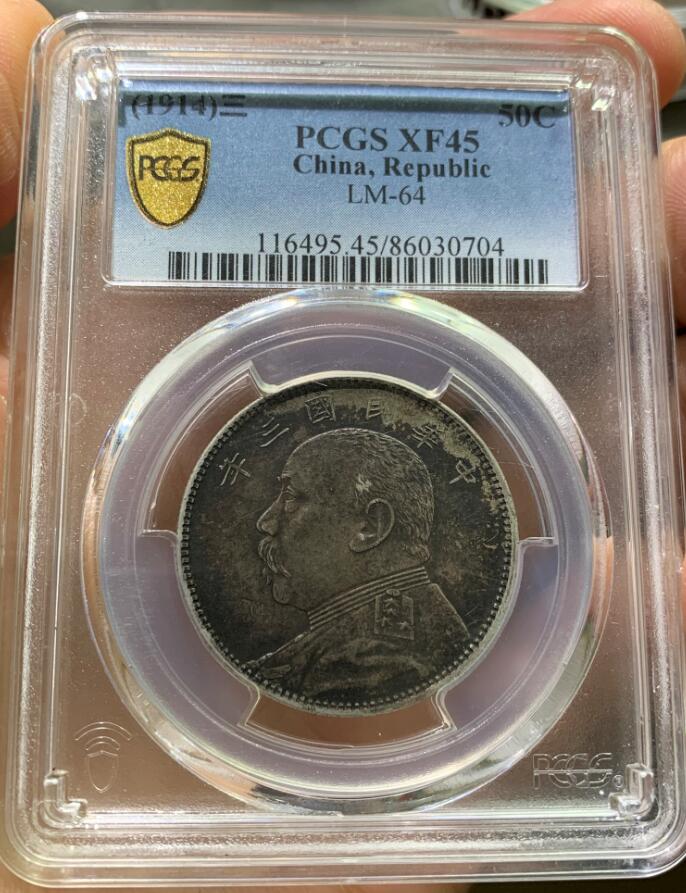 (1914)三 50C
PCGS XF45
PCGS
China, Republic
LM-64
116495.45/86030704
年三國民華中
PCGS